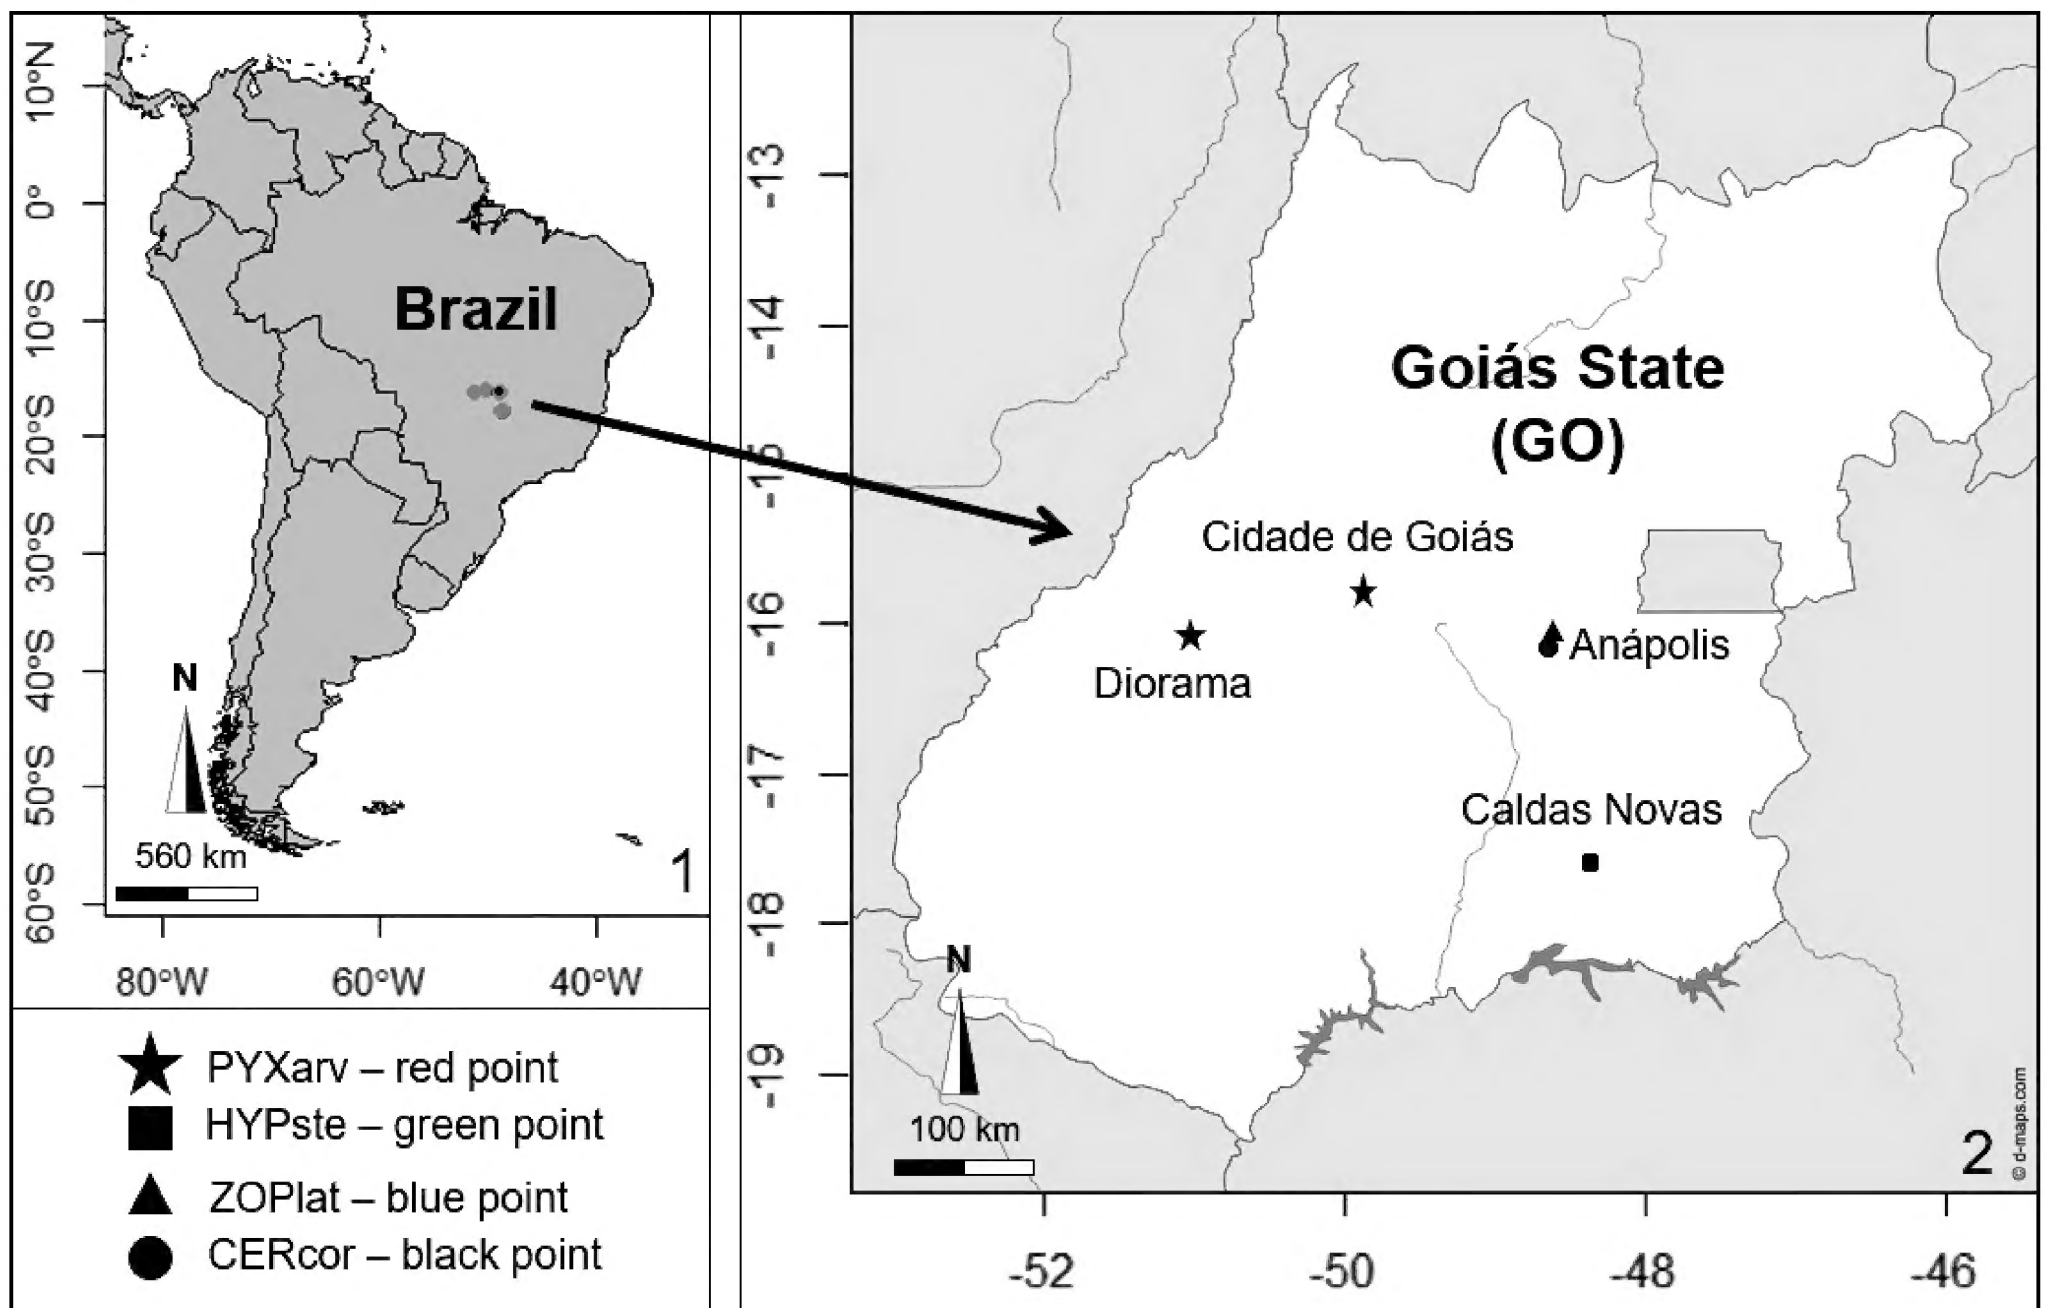 10°N
0°
10°S
20°S
30°S
40°S
50°S
60°S
80°W
60°W
40°W
Brazil
N
560 km
1
PYXarv – red point
HYPste – green point
ZOPlat – blue point
CERcor – black point
-13
-14
-15
-16
-17
-18
-19
-52
-50
-48
-46
Goiás State
(GO)
Cidade de Goiás
Diorama
Anápolis
Caldas Novas
N
100 km
2
© d-maps.com